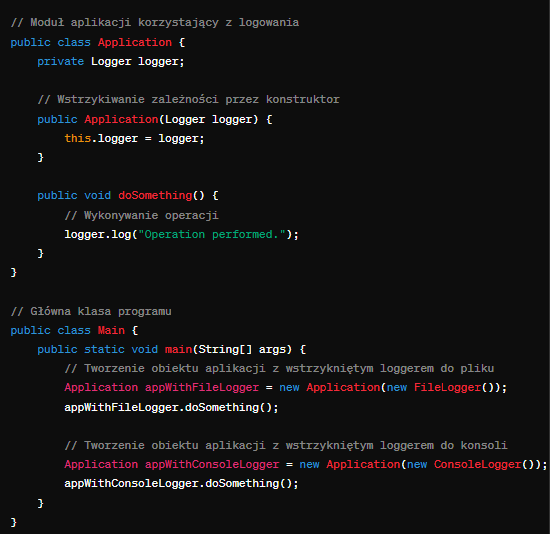 // Moduł aplikacji korzystający z logowania
public class Application {
    private Logger logger;

    // Wstrzykiwanie zależności przez konstruktor
    public Application(Logger logger) {
        this.logger = logger;
    }

    public void doSomething() {
        // Wykonywanie operacji
        logger.log("Operation performed.");
    }
}

// Główna klasa programu
public class Main {
    public static void main(String[] args) {
        // Tworzenie obiektu aplikacji z wstrzykniętym loggerem do pliku
        Application appWithFileLogger = new Application(new FileLogger());
        appWithFileLogger.doSomething();

        // Tworzenie obiektu aplikacji z wstrzykniętym loggerem do konsoli
        Application appWithConsoleLogger = new Application(new ConsoleLogger());
        appWithConsoleLogger.doSomething();
    }
}